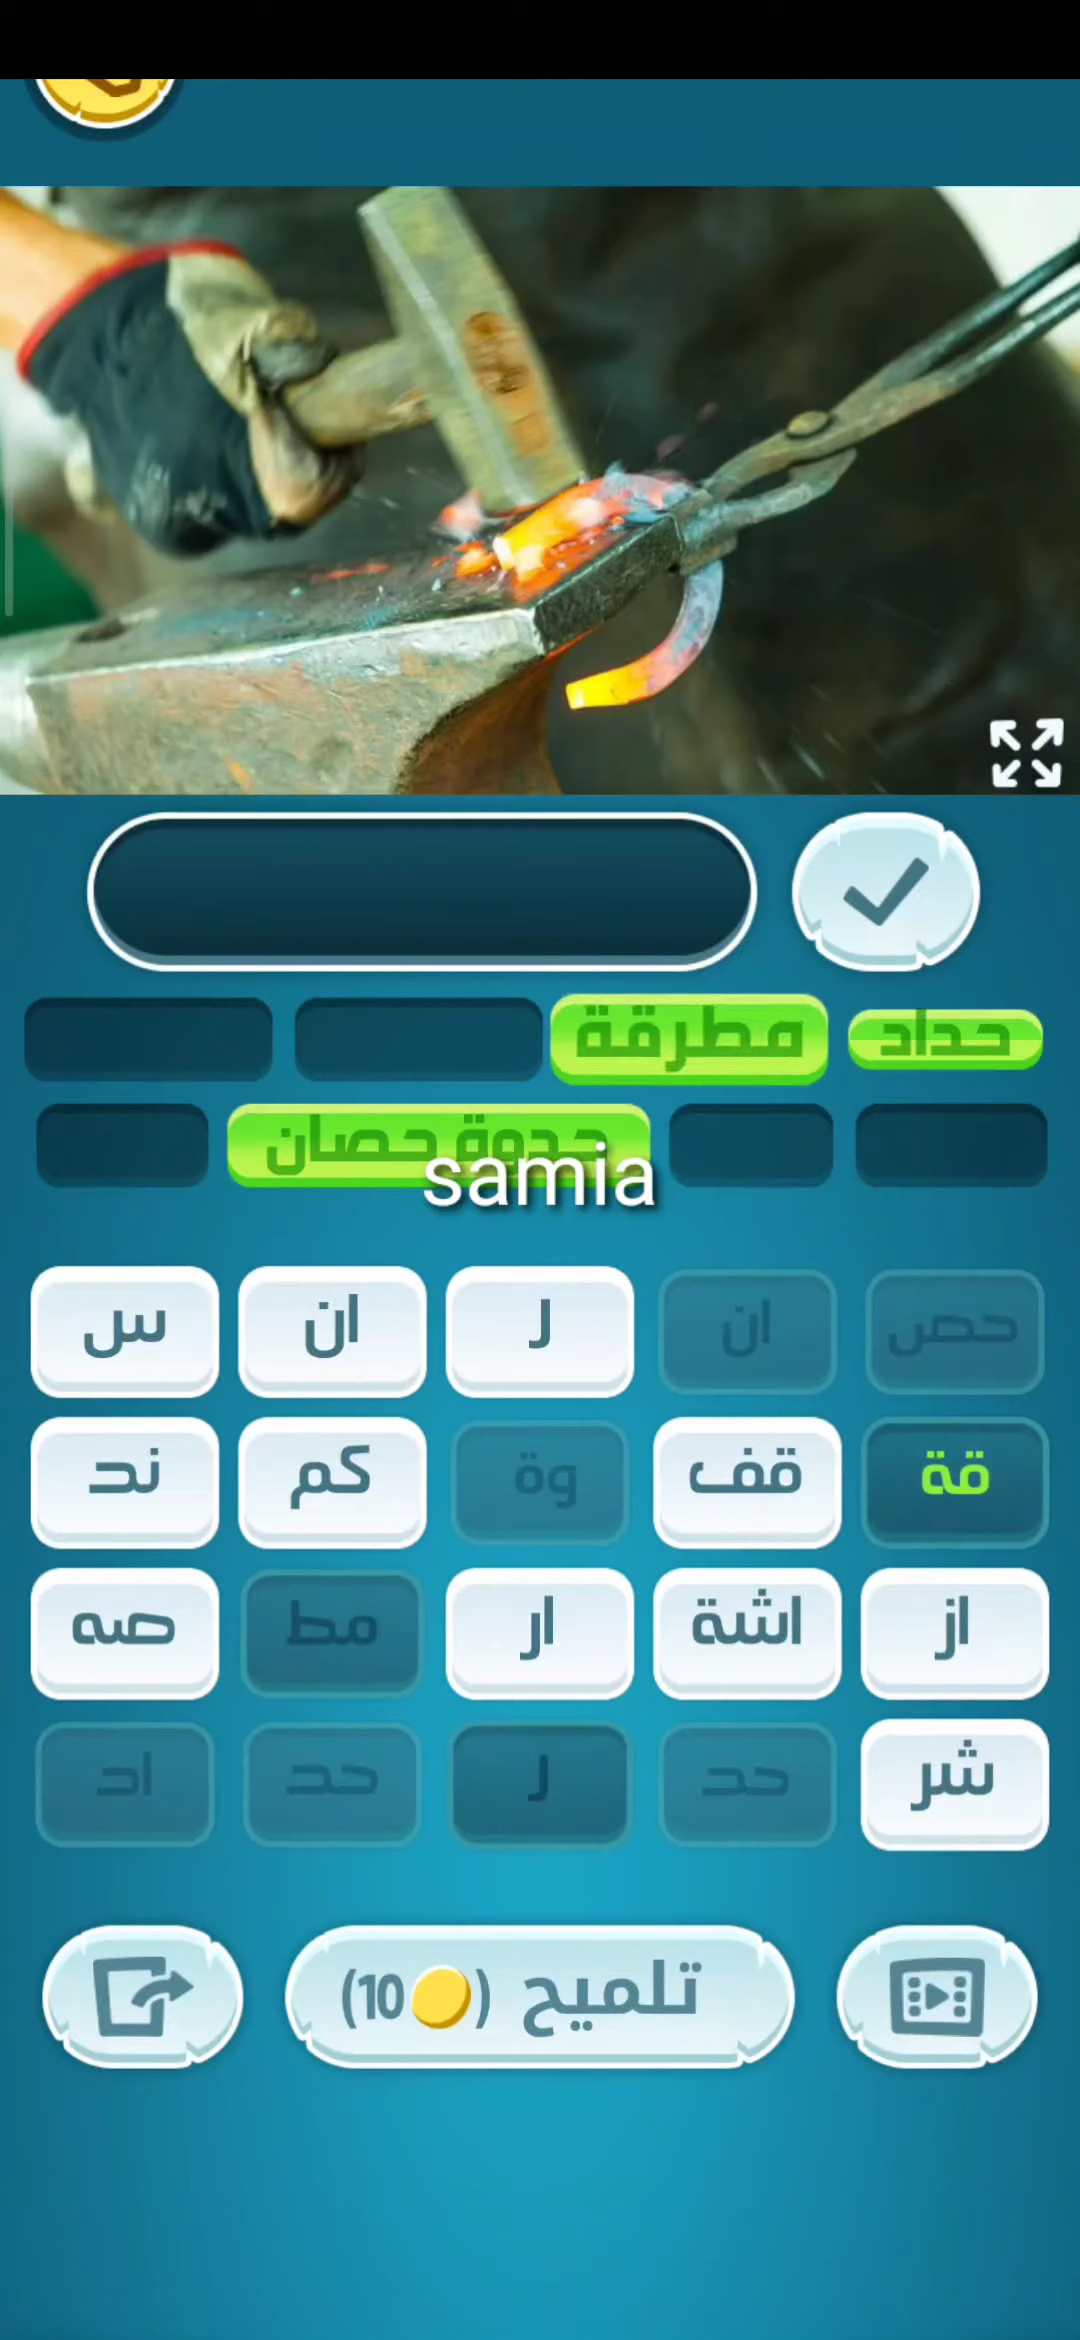 حداد مطرقة
حدوة حصان
samia
حصص ان ر ان س
قة قف وة كم ند
از اشة ار مط صه
شر حد ر حد اد
تلميح (10)